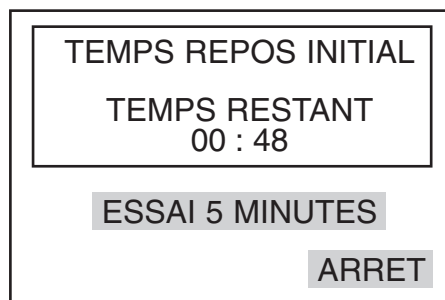 TEMPS REPOS INITIAL
TEMPS RESTANT
00 : 48
ESSAI 5 MINUTES
ARRET